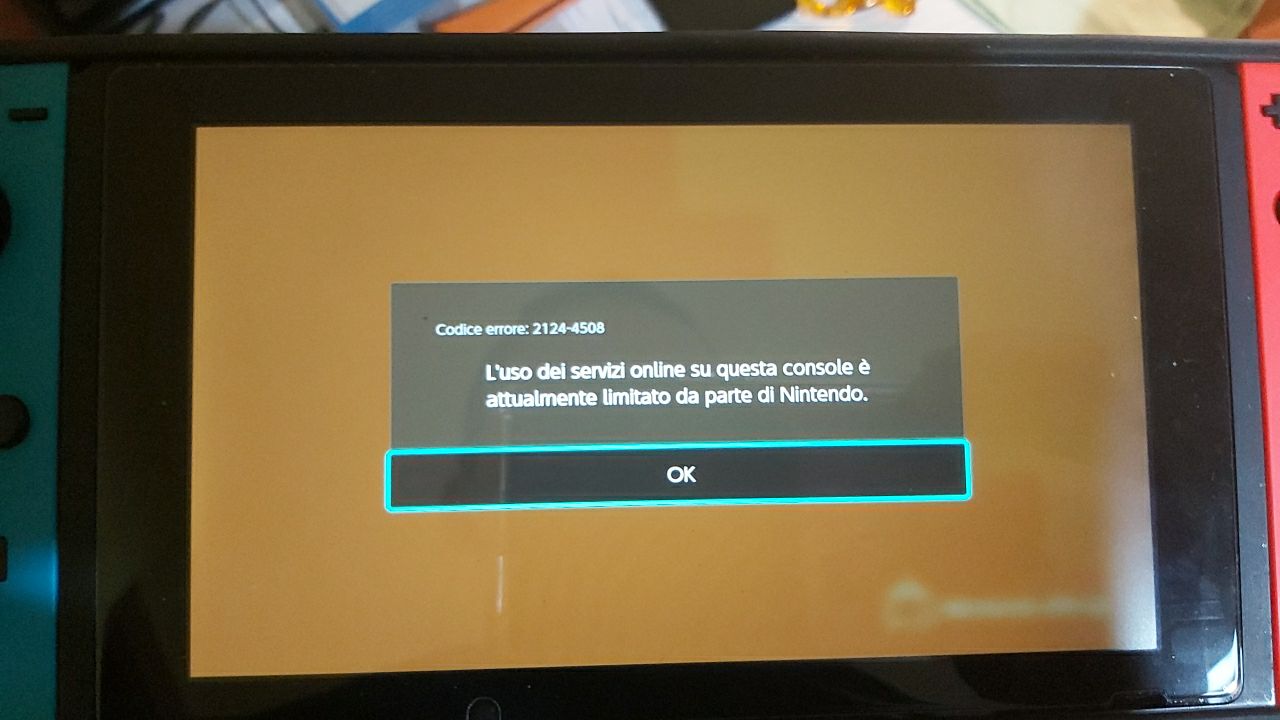 Codice errore: 2124-4508
L'uso dei servizi online su questa console è
attualmente limitato da parte di Nintendo.
OK